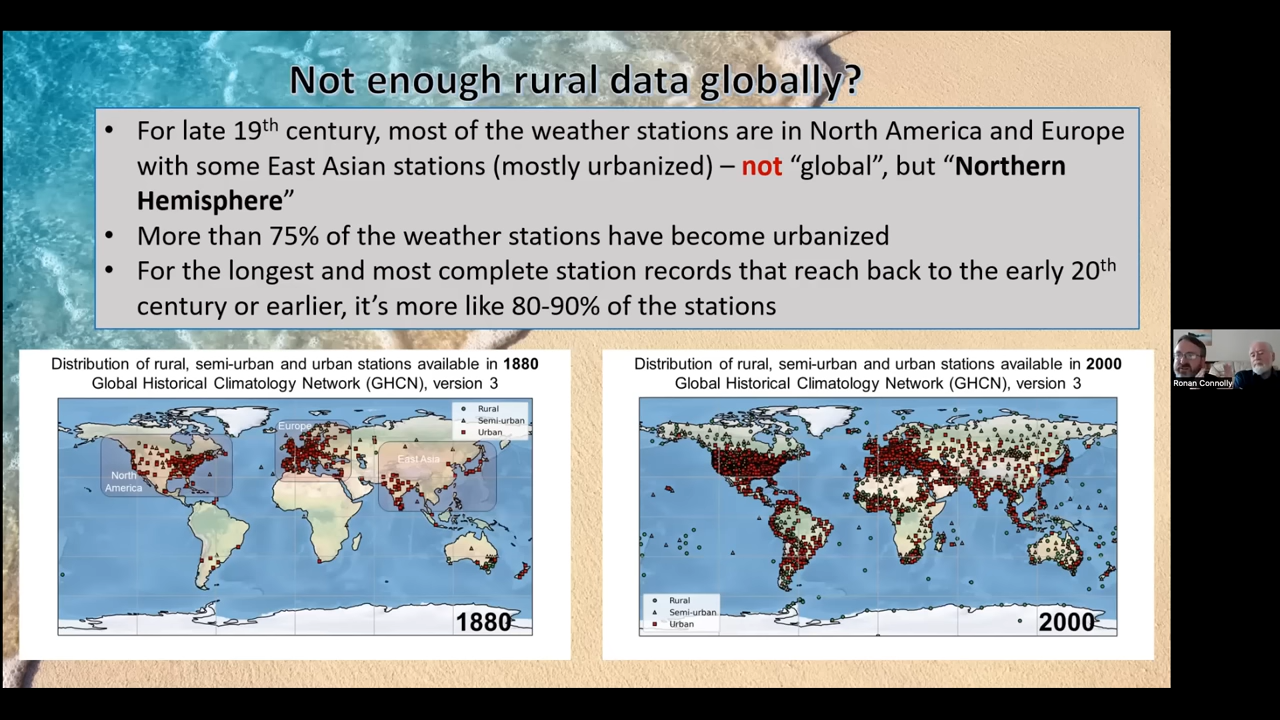 Not enough rural data globally?
• For late 19th century, most of the weather stations are in North America and Europe
with some East Asian stations (mostly urbanized) – not “global”, but “Northern
Hemisphere”
• More than 75% of the weather stations have become urbanized
• For the longest and most complete station records that reach back to the early 20th
century or earlier, it’s more like 80-90% of the stations
Distribution of rural, semi-urban and urban stations available in 1880
Global Historical Climatology Network (GHCN), version 3
Rural
Semi-urban
Urban
Europe
East Asia
North
America
1880
Distribution of rural, semi-urban and urban stations available in 2000
Global Historical Climatology Network (GHCN), version 3
Rural
Semi-urban
Urban
2000
Ronan Connolly